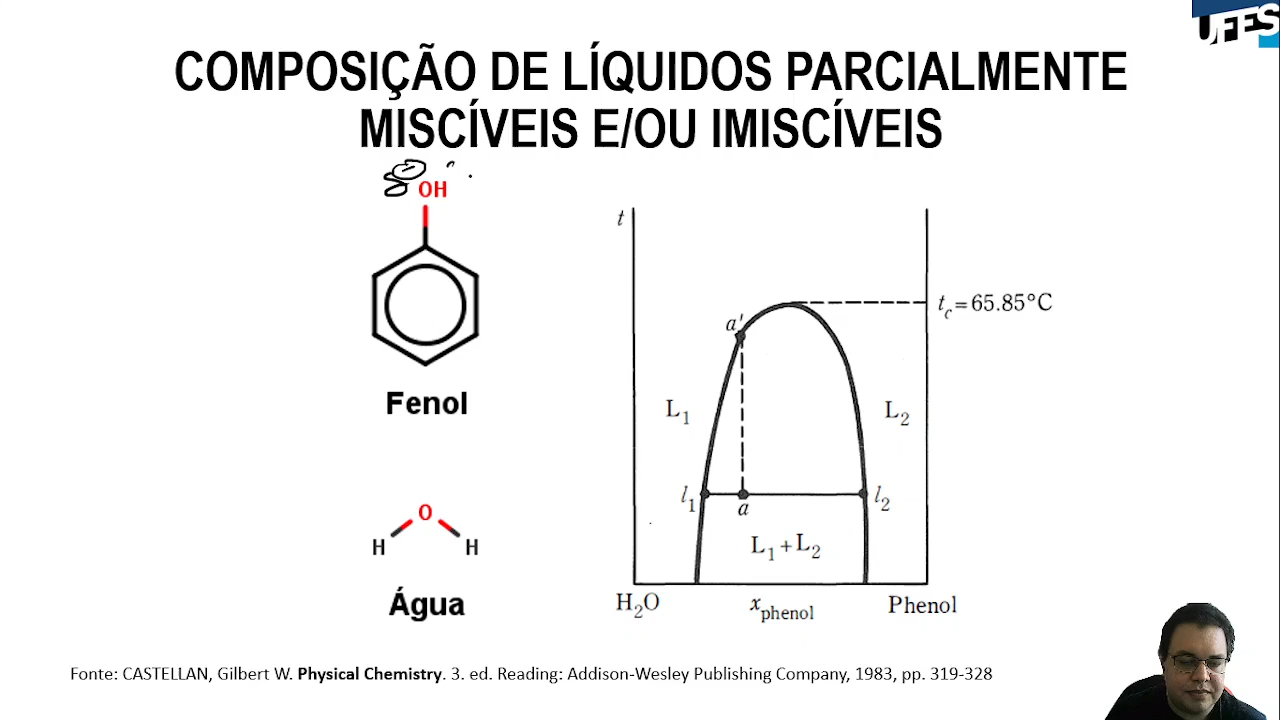 UFES
COMPOSIÇÃO DE LÍQUIDOS PARCIALMENTE
MISCÍVEIS E/OU IMISCÍVEIS
OH
Fenol
O
H H
Água
t
t_c = 65.85°C
a'
L₁
L₂
l₁
a
l₂
L₁ + L₂
H₂O
x_phenol
Phenol
Fonte: CASTELLAN, Gilbert W. Physical Chemistry. 3. ed. Reading: Addison-Wesley Publishing Company, 1983, pp. 319-328